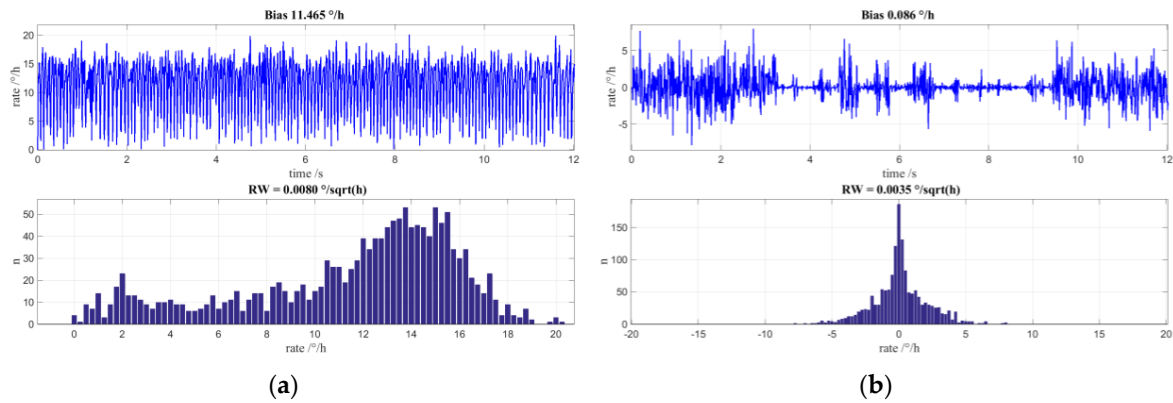 Bias 11.465 °/h
rate /°/h
20
15
10
5
0
0 2 4 6 8 10 12
time /s
RW = 0.0080 °/sqrt(h)
n
50
40
30
20
10
0
0 2 4 6 8 10 12 14 16 18 20
rate /°/h
(a)
Bias 0.086 °/h
rate /°/h
5
0
-5
0 2 4 6 8 10 12
time /s
RW = 0.0035 °/sqrt(h)
n
150
100
50
0
-20 -15 -10 -5 0 5 10 15 20
rate /°/h
(b)